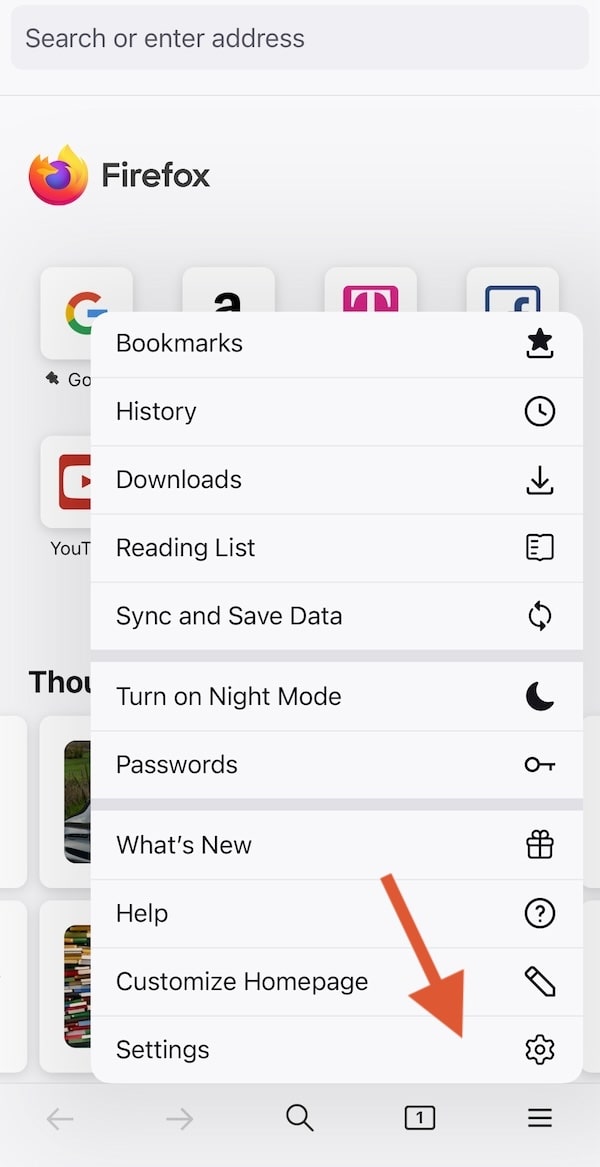 Search or enter address
Firefox
a
T
f
Go
YouT
Thou
Bookmarks
History
Downloads
Reading List
Sync and Save Data
Turn on Night Mode
Passwords
What’s New
Help
Customize Homepage
Settings
1